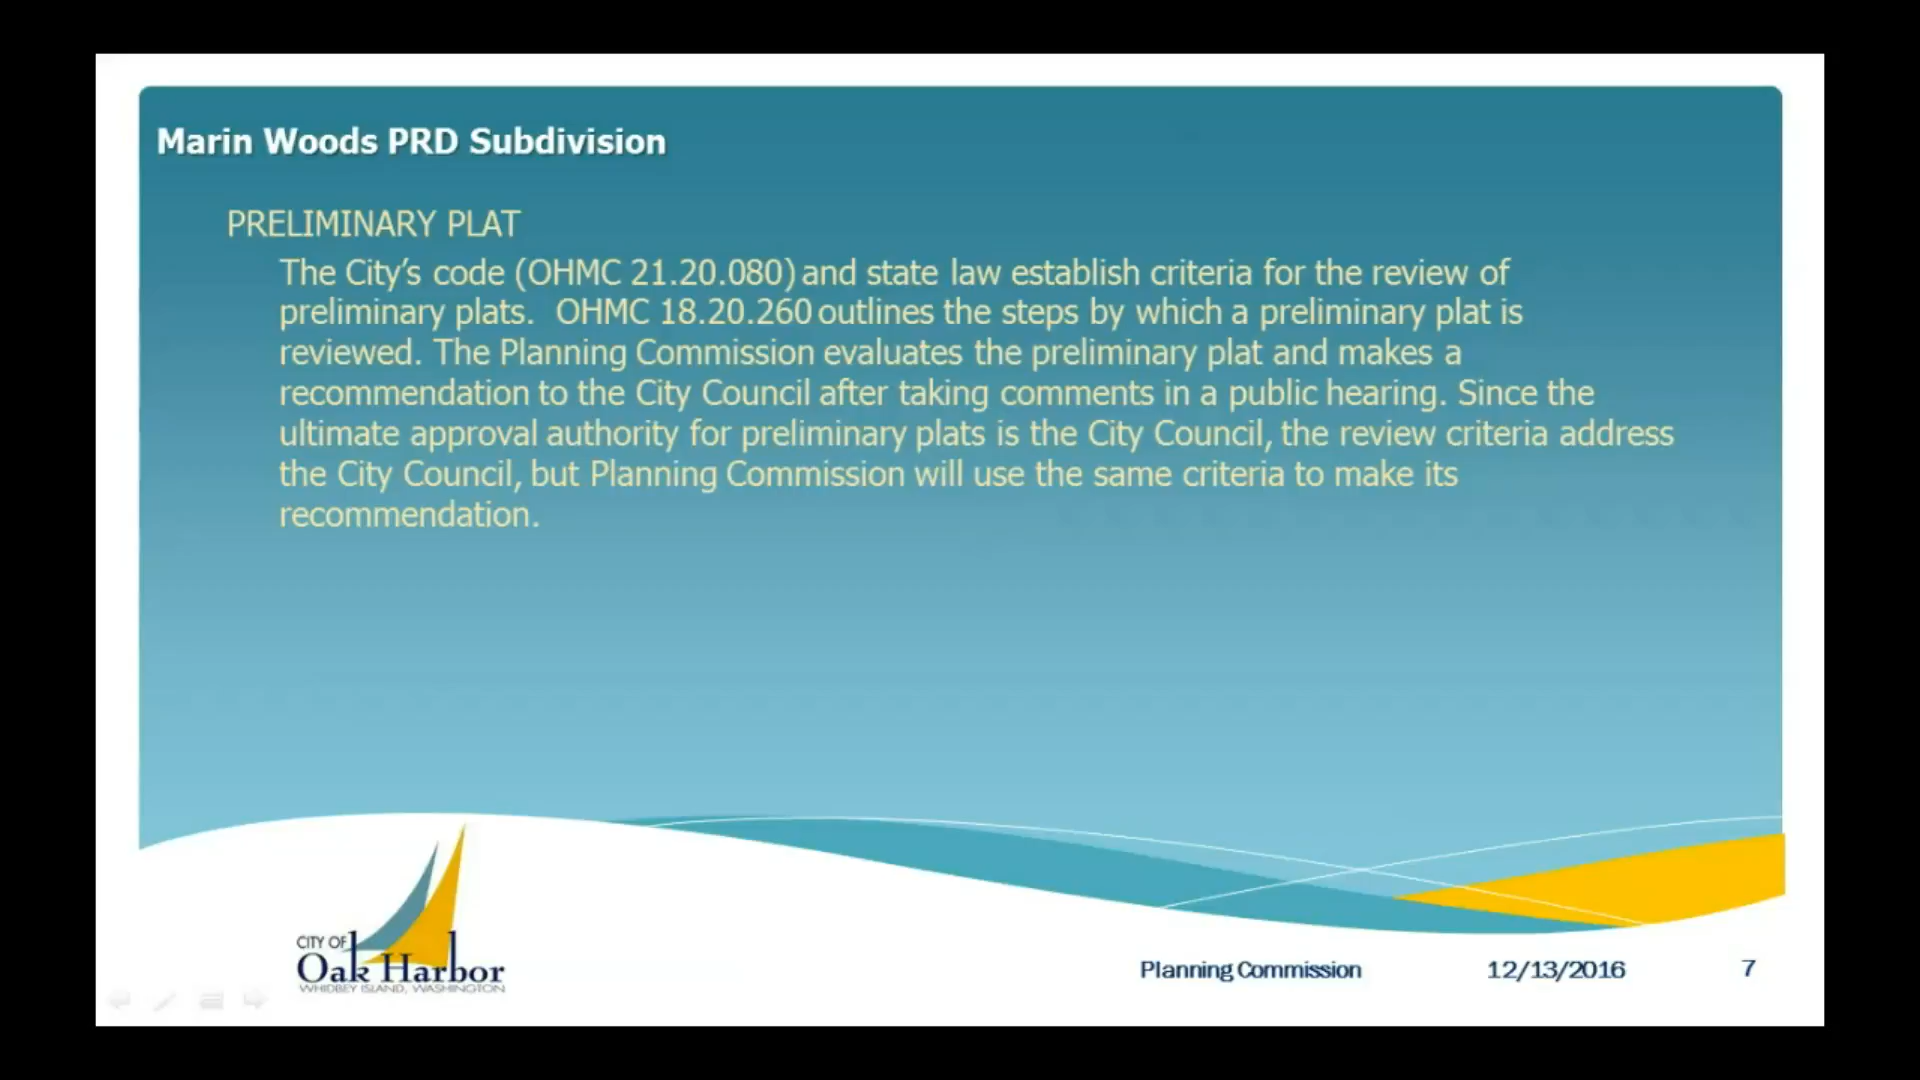 Marin Woods PRD Subdivision
PRELIMINARY PLAT
The City's code (OHMC 21.20.080) and state law establish criteria for the review of
preliminary plats.  OHMC 18.20.260 outlines the steps by which a preliminary plat is
reviewed. The Planning Commission evaluates the preliminary plat and makes a
recommendation to the City Council after taking comments in a public hearing. Since the
ultimate approval authority for preliminary plats is the City Council, the review criteria address
the City Council, but Planning Commission will use the same criteria to make its
recommendation.
CITY OF
Oak Harbor
WHIDBEY ISLAND, WASHINGTON
Planning Commission 12/13/2016 7